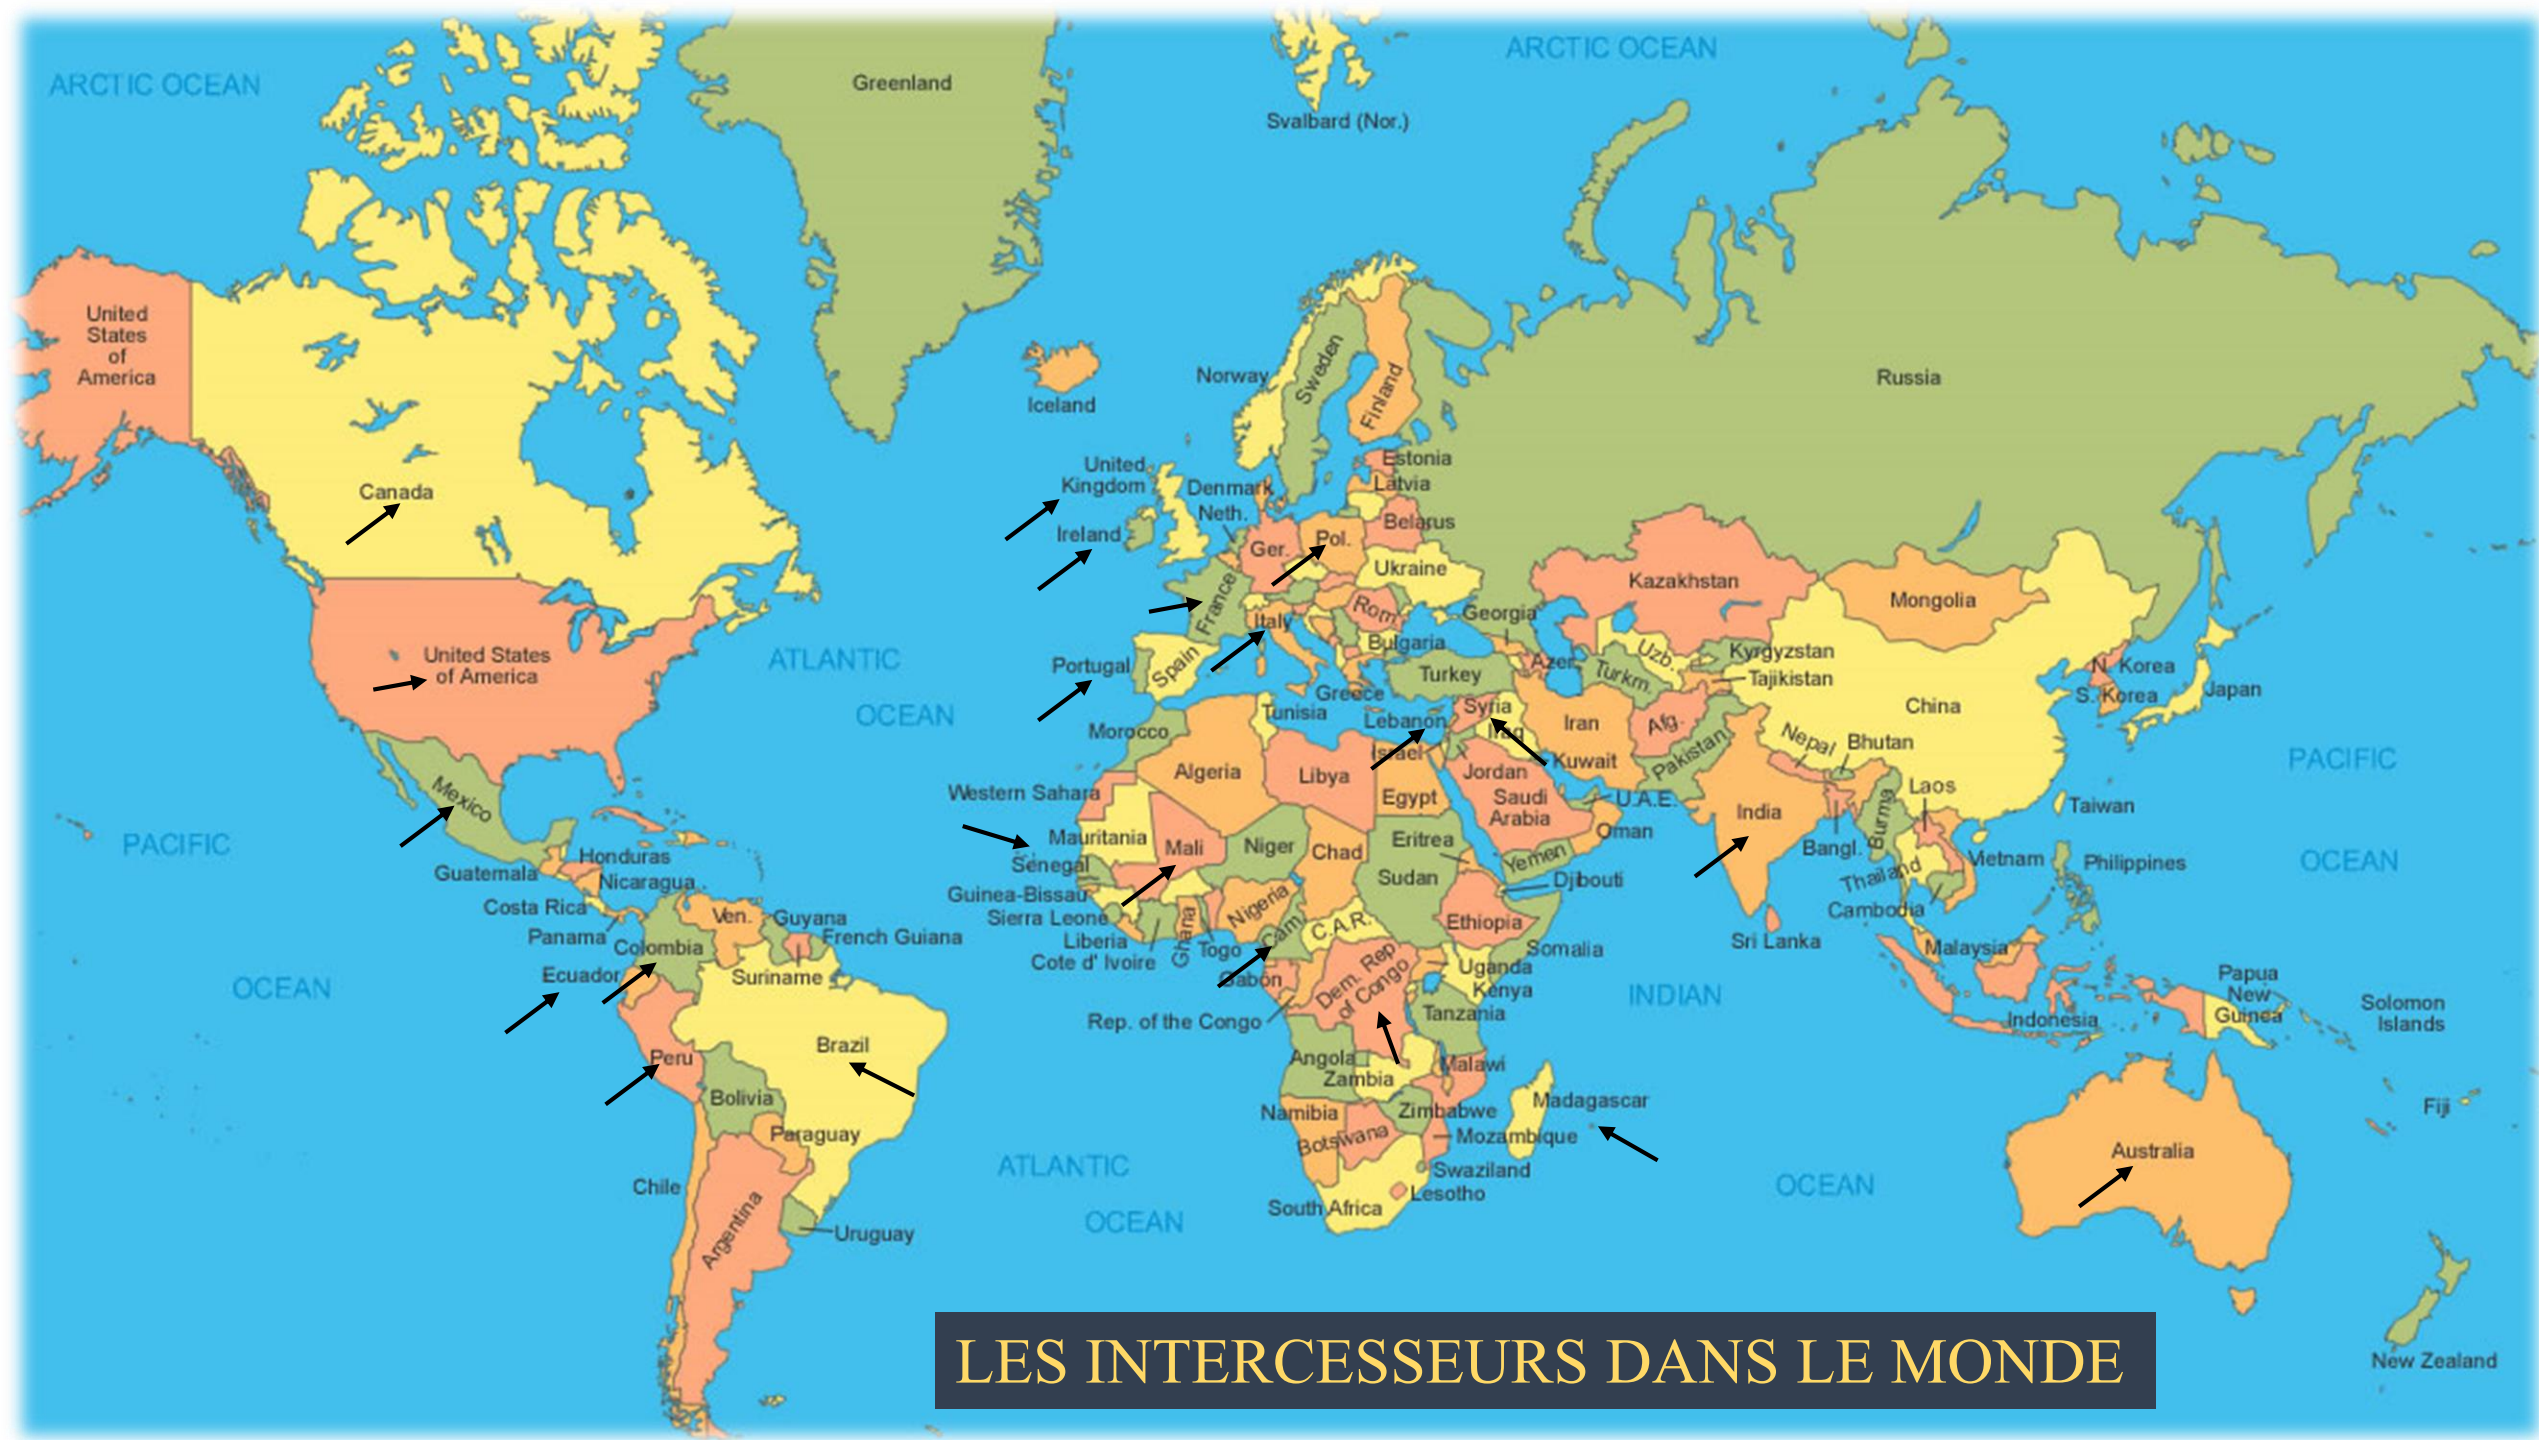 ARCTIC OCEAN
ARCTIC OCEAN
Greenland
Svalbard (Nor.)
United
States
of
America
Canada
Iceland
Norway
Sweden
Finland
Russia
United
Kingdom
Denmark
Neth.
Ireland
Estonia
Latvia
Belarus
Ger.
Pol.
Ukraine
France
Italy
Rom.
Bulgaria
Georgia
Kazakhstan
Mongolia
United States
of America
ATLANTIC
OCEAN
Portugal
Spain
Greece
Turkey
Azer.
Uzb.
Turkm.
Kyrgyzstan
Tajikistan
China
N. Korea
S. Korea
Japan
Morocco
Tunisia
Lebanon
Syria
Israel
Iraq
Iran
Afg.
Kuwait
Pakistan
Nepal
Bhutan
Mexico
Western Sahara
Algeria
Libya
Egypt
Jordan
Saudi
Arabia
U.A.E.
Oman
India
Laos
Burma
Bangl.
Taiwan
PACIFIC
OCEAN
PACIFIC
OCEAN
Mauritania
Mali
Niger
Chad
Eritrea
Sudan
Yemen
Djibouti
Thailand
Vietnam
Philippines
Cambodia
Guatemala
Honduras
Nicaragua
Costa Rica
Panama
Ven.
Guyana
French Guiana
Colombia
Suriname
Ecuador
Senegal
Guinea-Bissau
Sierra Leone
Liberia
Cote d' Ivoire
Ghana
Togo
Nigeria
Cam.
C.A.R.
Ethiopia
Somalia
Gabon
Dem. Rep
of Congo
Uganda
Kenya
Tanzania
Rep. of the Congo
Sri Lanka
Malaysia
Indonesia
Papua
New
Guinea
Solomon
Islands
INDIAN
OCEAN
Peru
Brazil
Bolivia
Paraguay
Chile
Argentina
Uruguay
ATLANTIC
OCEAN
Angola
Zambia
Malawi
Namibia
Zimbabwe
Botswana
Mozambique
Madagascar
Swaziland
Lesotho
South Africa
Australia
Fiji
New Zealand
LES INTERCESSEURS DANS LE MONDE